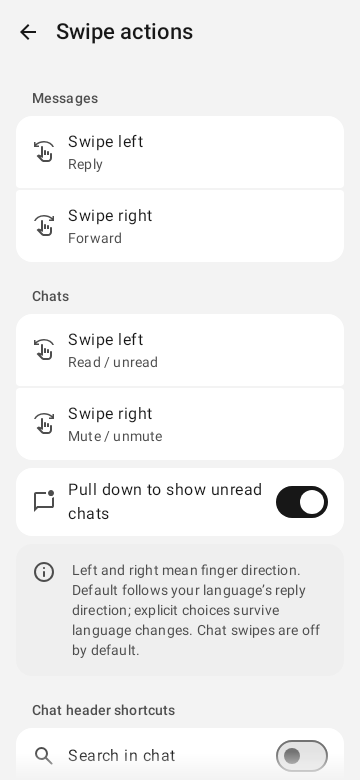 Swipe actions
Messages
Swipe left
Reply
Swipe right
Forward
Chats
Swipe left
Read / unread
Swipe right
Mute / unmute
Pull down to show unread
chats
Left and right mean finger direction.
Default follows your language's reply
direction; explicit choices survive
language changes. Chat swipes are off
by default.
Chat header shortcuts
Search in chat